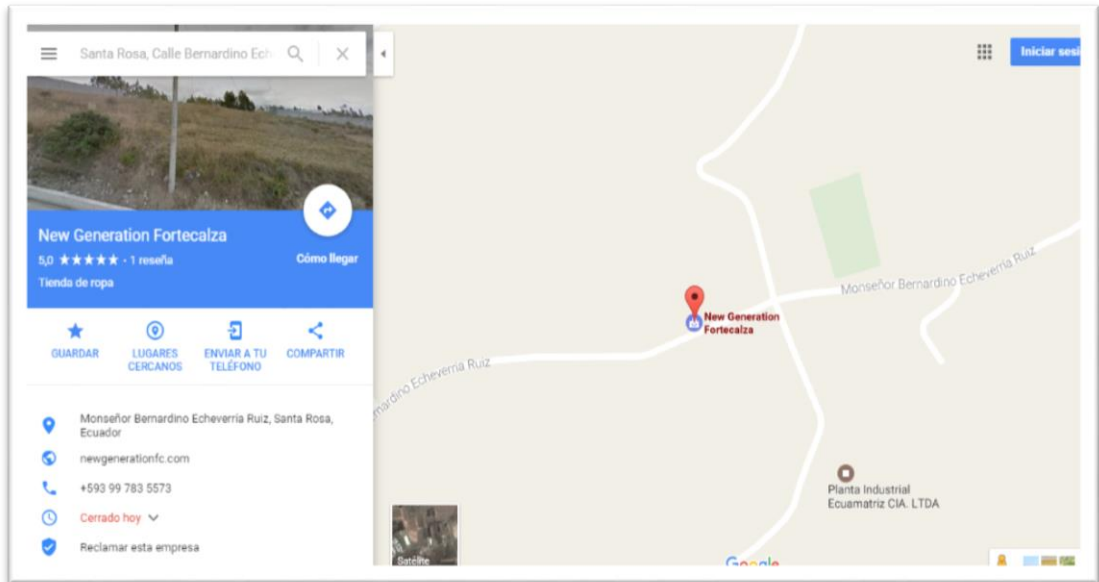 Santa Rosa, Calle Bernardino Ech
New Generation Fortecalza
5,0 ★★★★★ - 1 reseña
Cómo llegar
Tienda de ropa
GUARDAR
LUGARES
CERCANOS
ENVIAR A TU
TELÉFONO
COMPARTIR
Monseñor Bernardino Echeverría Ruiz, Santa Rosa,
Ecuador
newgenerationfc.com
+593 99 783 5573
Cerrado hoy
Reclamar esta empresa
Iniciar sesi
Monseñor Bernardino Echeverría Ruiz
New Generation
Fortecalza
rnardino Echeverría Ruiz
Planta Industrial
Ecuamatriz CIA. LTDA
Satélite
Google